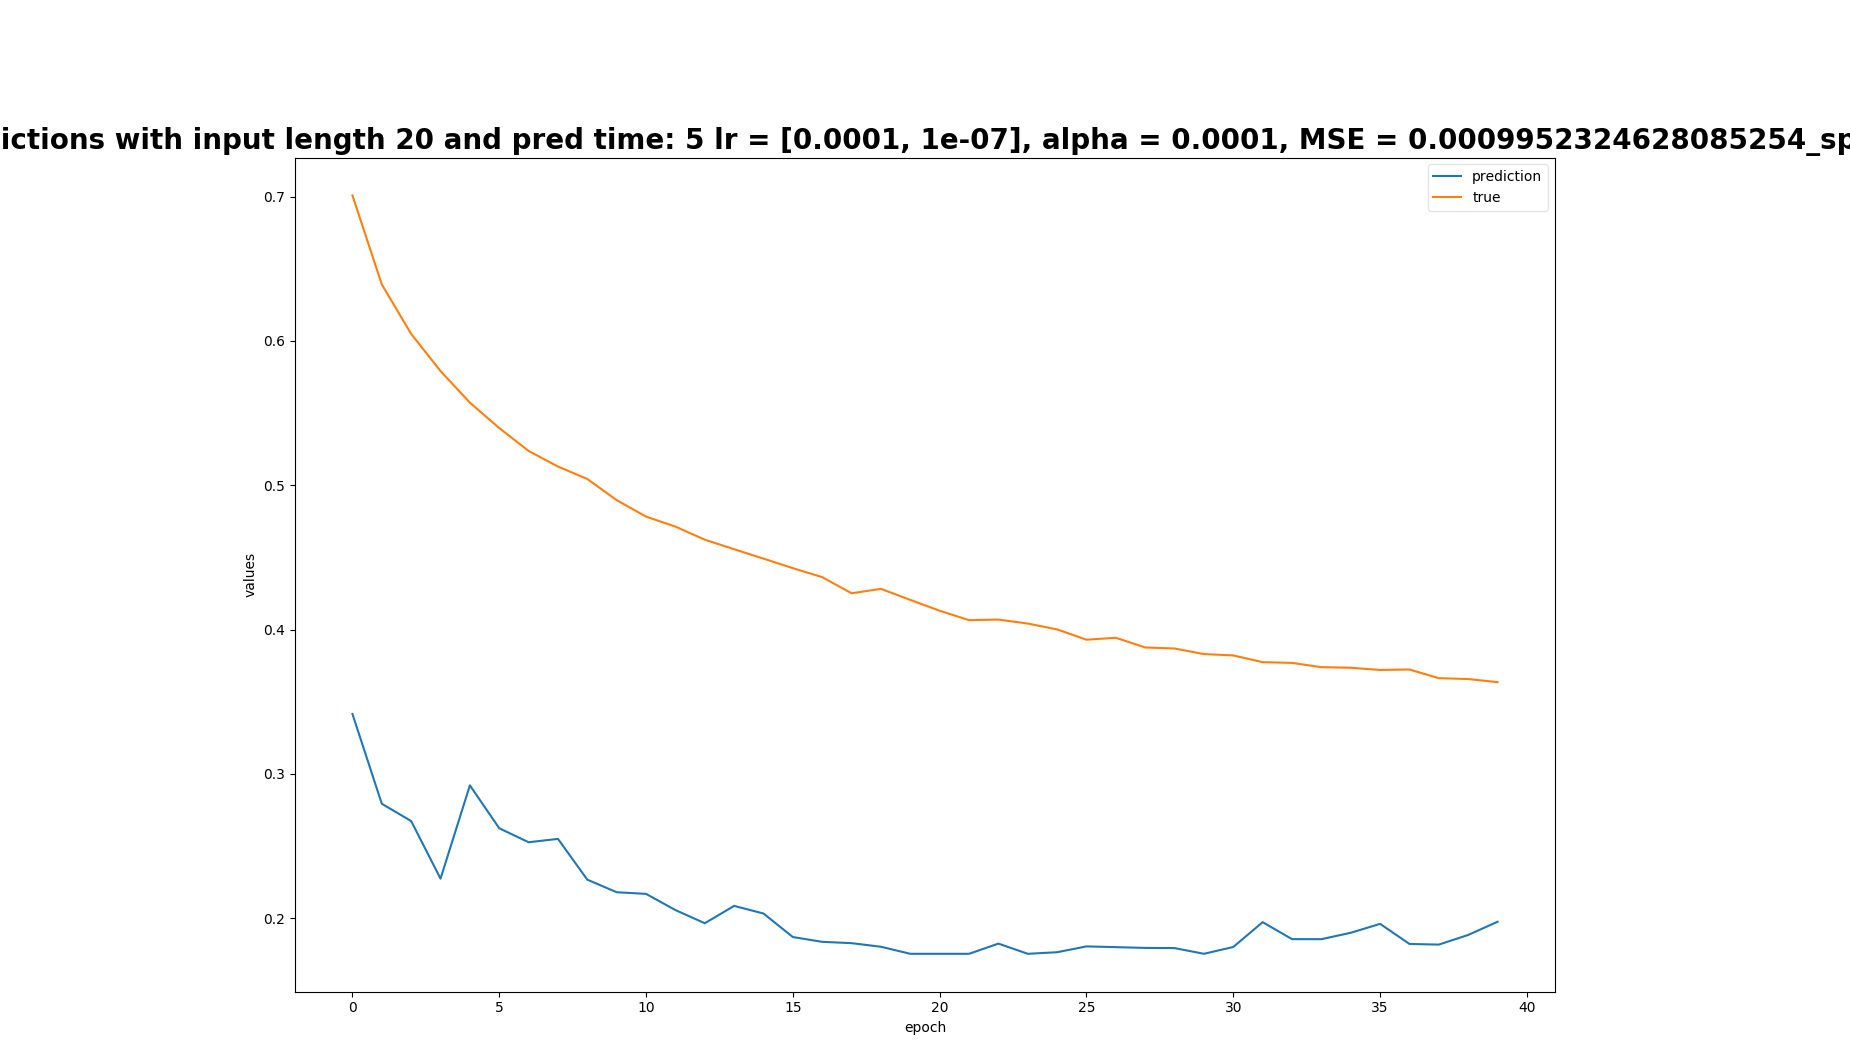 ictions with input length 20 and pred time: 5 lr = [0.0001, 1e-07], alpha = 0.0001, MSE = 0.0009952324628085254_sp
prediction
true
0.7
0.6
0.5
0.4
0.3
0.2
values
0 5 10 15 20 25 30 35 40
epoch